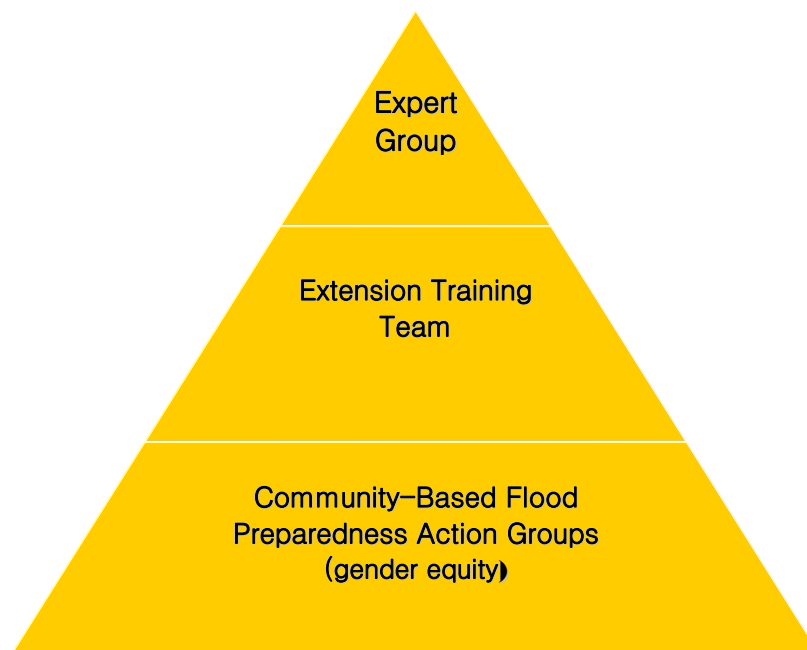 Expert
Group
Extension Training
Team
Community-Based Flood
Preparedness Action Groups
(gender equity)